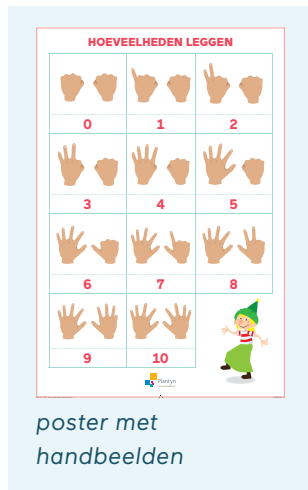 HOEVEELHEDEN LEGGEN
0 1 2
3 4 5
6 7 8
9 10
Plantyn
poster met
handbeelden